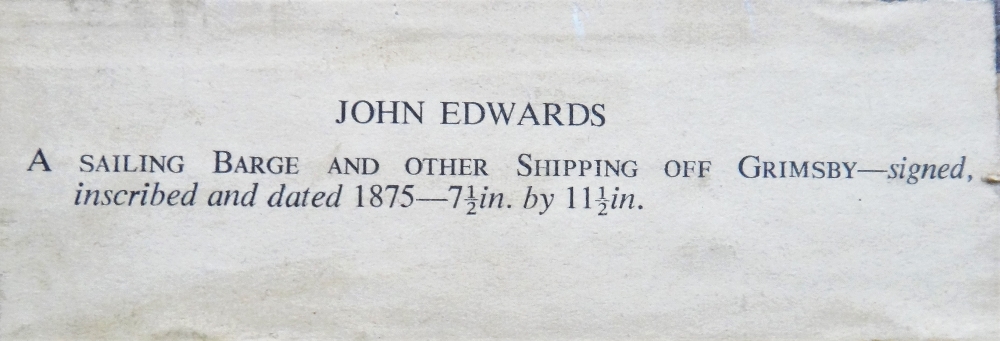 JOHN EDWARDS
A SAILING BARGE AND OTHER SHIPPING OFF GRIMSBY—signed,
inscribed and dated 1875—7½in. by 11½in.